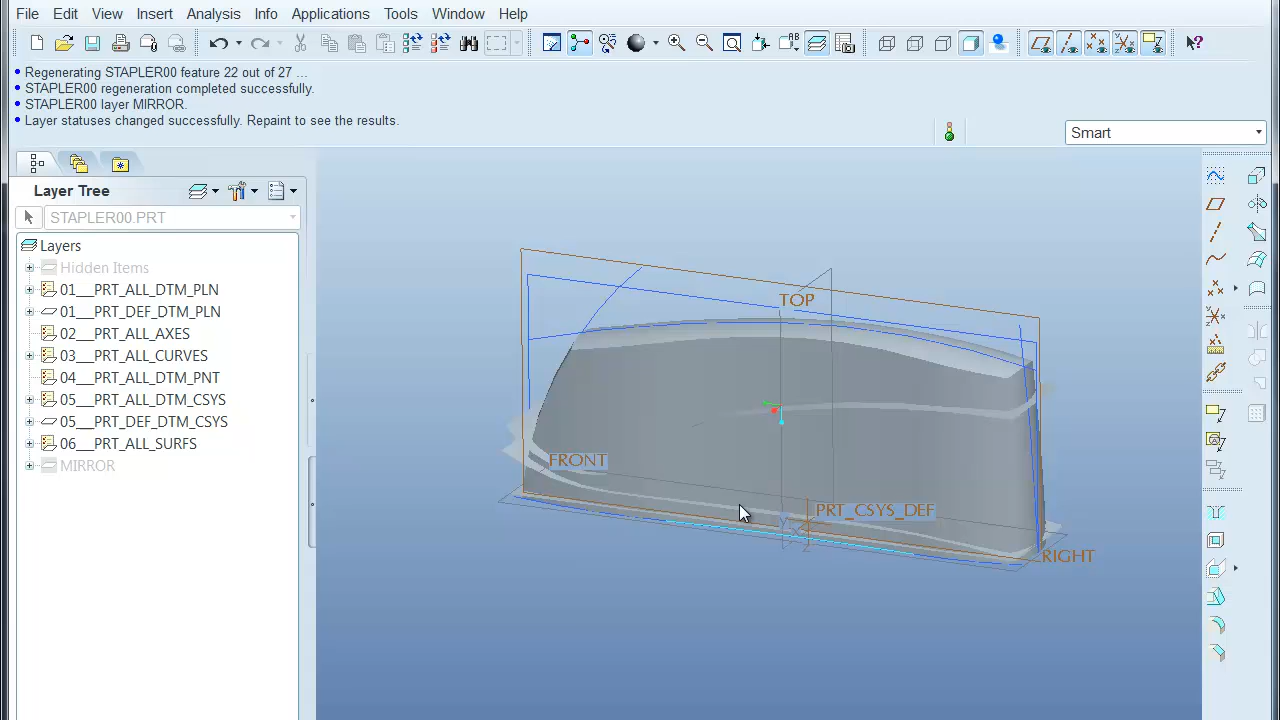 File Edit View Insert Analysis Info Applications Tools Window Help
• Regenerating STAPLER00 feature 22 out of 27 ...
• STAPLER00 regeneration completed successfully.
• STAPLER00 layer MIRROR.
• Layer statuses changed successfully. Repaint to see the results.
Smart
Layer Tree
STAPLER00.PRT
Layers
Hidden Items
01___PRT_ALL_DTM_PLN
01___PRT_DEF_DTM_PLN
02___PRT_ALL_AXES
03___PRT_ALL_CURVES
04___PRT_ALL_DTM_PNT
05___PRT_ALL_DTM_CSYS
05___PRT_DEF_DTM_CSYS
06___PRT_ALL_SURFS
MIRROR
TOP
FRONT
PRT_CSYS_DEF
RIGHT